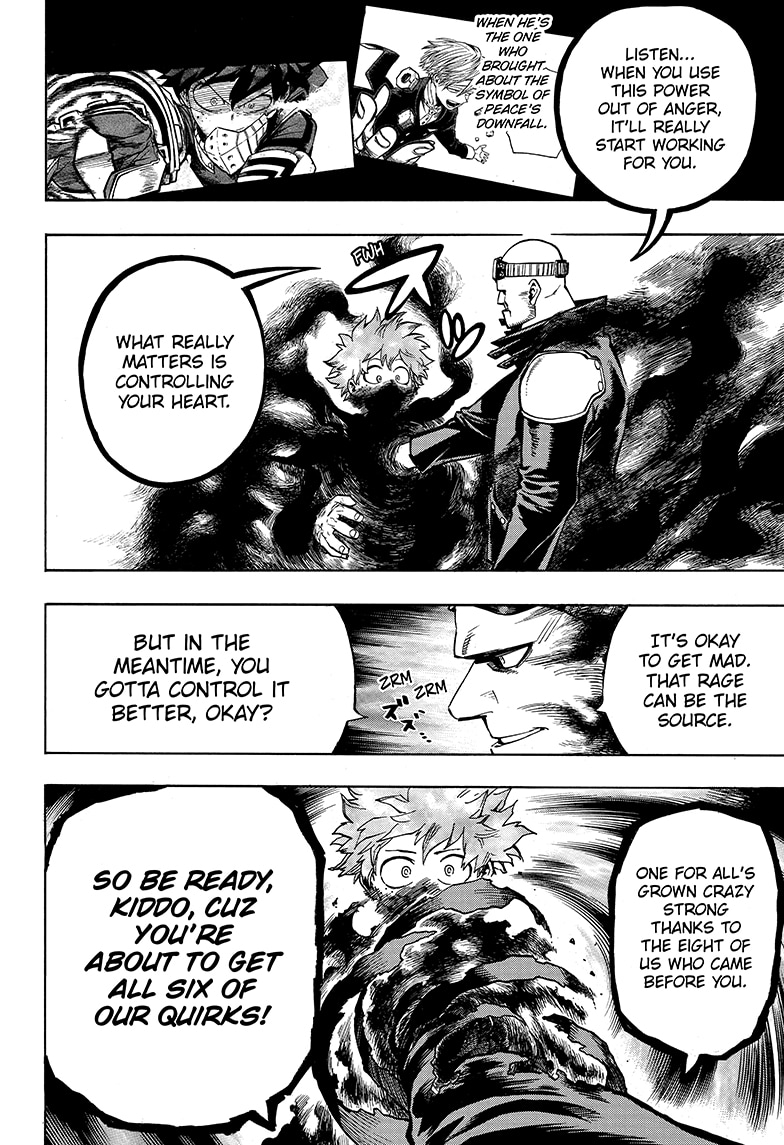 LISTEN...
WHEN YOU USE
THIS POWER
OUT OF ANGER,
IT'LL REALLY
START WORKING
FOR YOU.
WHEN HE'S
THE ONE
WHO
BROUGHT
ABOUT THE
SYMBOL OF
PEACE'S
DOWNFALL.
FWH
WHAT REALLY
MATTERS IS
CONTROLLING
YOUR HEART.
IT'S OKAY
TO GET MAD.
THAT RAGE
CAN BE THE
SOURCE.
ZRM
ZRM
ズズ…
BUT IN THE
MEANTIME, YOU
GOTTA CONTROL IT
BETTER, OKAY?
ONE FOR ALL'S
GROWN CRAZY
STRONG
THANKS TO
THE EIGHT OF
US WHO CAME
BEFORE YOU.
SO BE READY,
KIDDO, CUZ
YOU'RE
ABOUT TO GET
ALL SIX OF
OUR QUIRKS!